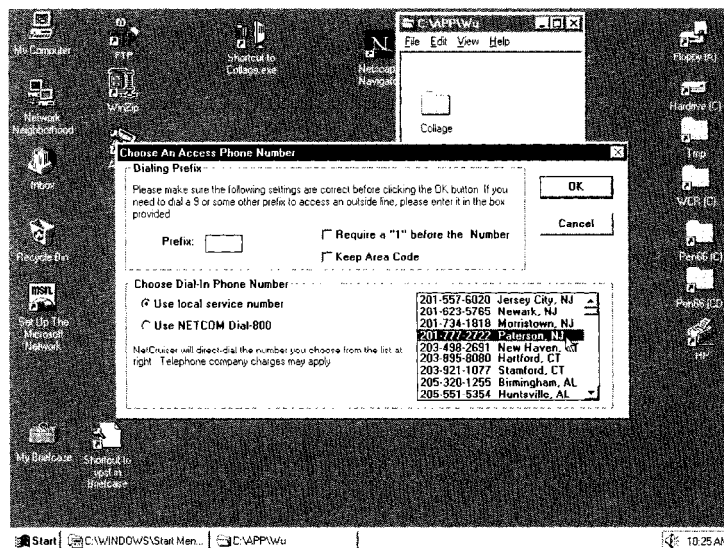 My Computer
FTP
Shortcut to
Collage.exe
Netscap
Navigato
C:\APP\Wu
File Edit View Help
Collage
Floppy (A)
Network
Neighborhood
WinZip
Hardrive (C)
Tmp
Inbox
WCR (C)
Recycle Bin
Pen66 (C)
msn.
Set Up The
Microsoft
Network
Pen66 (D)
HP
Choose An Access Phone Number
Dialing Prefix
Please make sure the following settings are correct before clicking the OK button. If you
need to dial a 9 or some other prefix to access an outside line, please enter it in the box
provided
Prefix:
Require a "1" before the Number
Keep Area Code
OK
Cancel
Choose Dial-In Phone Number
Use local service number
Use NETCOM Dial-800
NetCruiser will direct-dial the number you choose from the list at
right. Telephone company charges may apply
201-557-6020 Jersey City, NJ
201-623-5765 Newark, NJ
201-734-1818 Morristown, NJ
201-777-2722 Paterson, NJ
203-498-2691 New Haven,
203-895-8080 Hartford, CT
203-921-1077 Stamford, CT
205-320-1255 Birmingham, AL
205-551-5354 Huntsville, AL
My Briefcase
Shortcut to
in
Briefcase
Start
C:\WINDOWS\Start Men...
C:\APP\Wu
10:25 AM